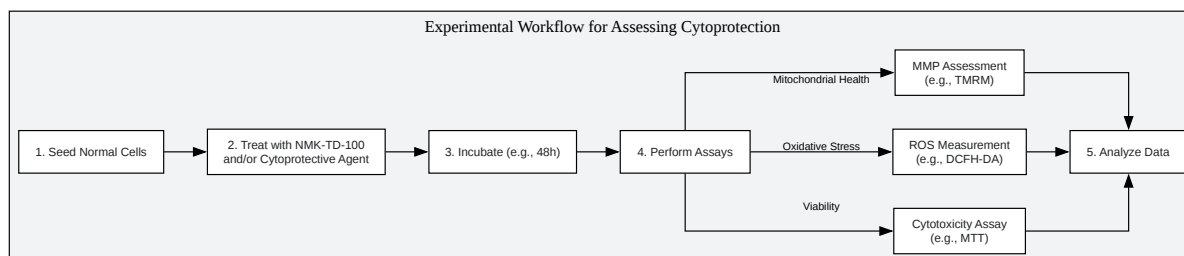 Experimental Workflow for Assessing Cytoprotection
1. Seed Normal Cells
2. Treat with NMK-TD-100
and/or Cytoprotective Agent
3. Incubate (e.g., 48h)
4. Perform Assays
Mitochondrial Health
MMP Assessment
(e.g., TMRM)
Oxidative Stress
ROS Measurement
(e.g., DCFH-DA)
Viability
Cytotoxicity Assay
(e.g., MTT)
5. Analyze Data